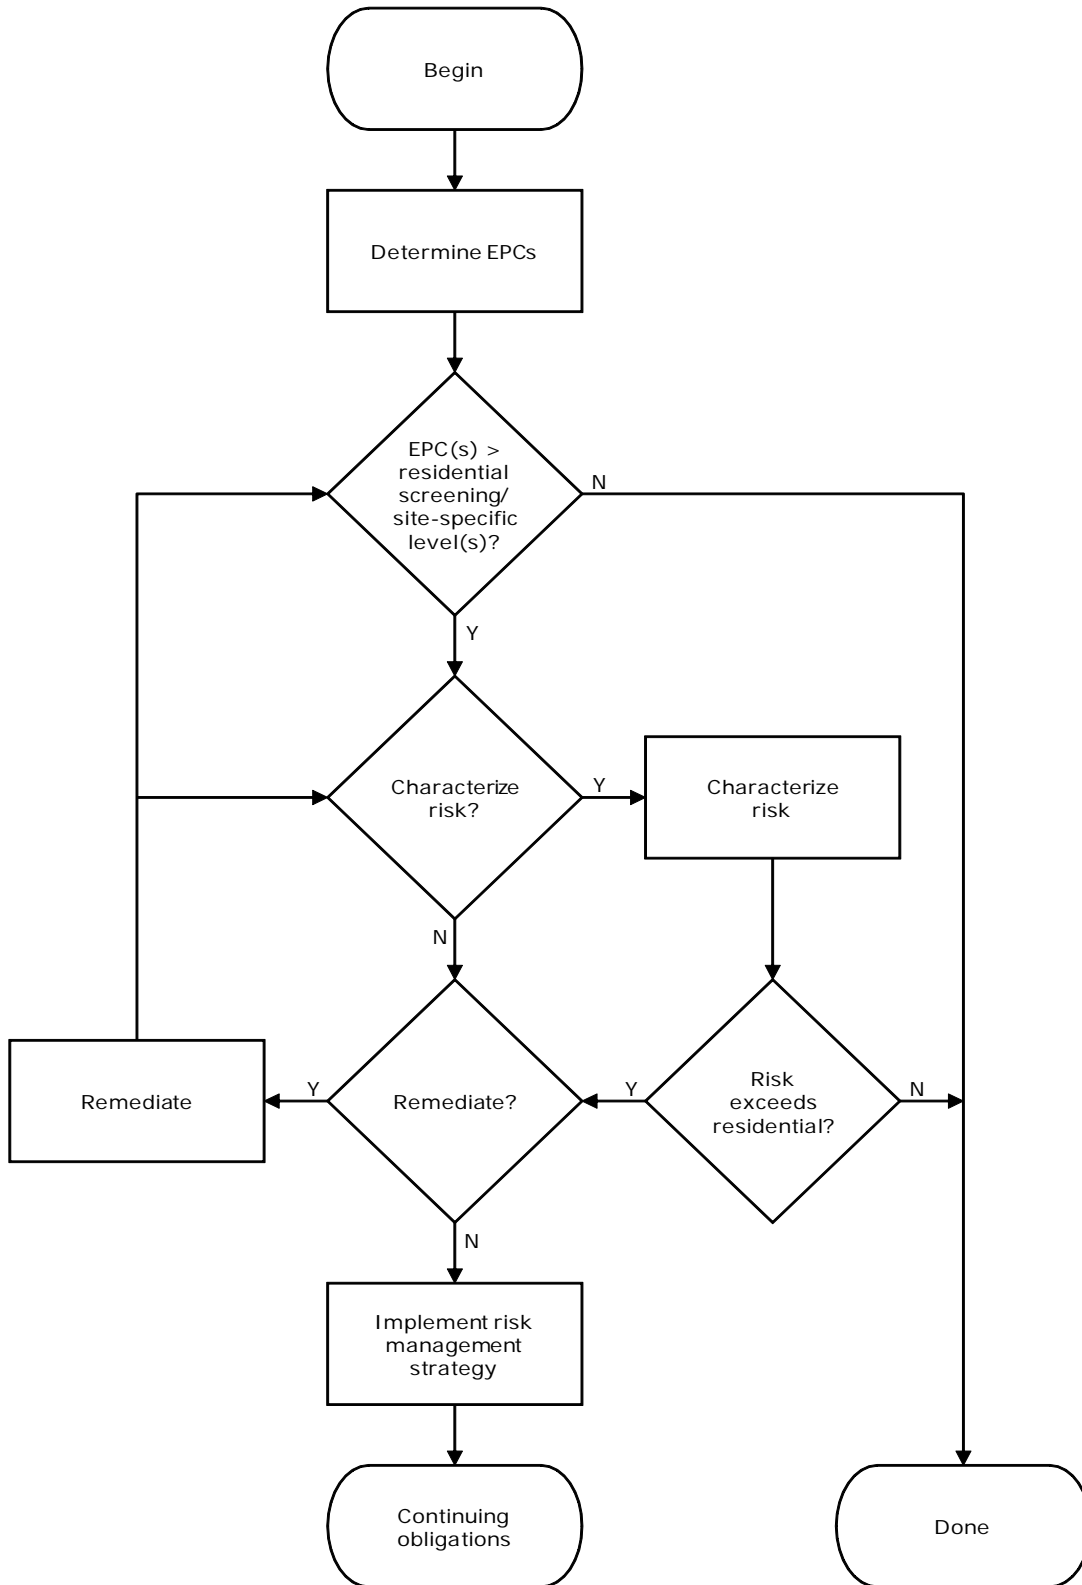 Begin
Determine EPCs
EPC(s) >
residential
screening/
site-specific
level(s)?
N
Y
Characterize
risk?
Y
Characterize
risk
N
Remediate
Y
Remediate?
Y
Risk
exceeds
residential?
N
N
Implement risk
management
strategy
Continuing
obligations
Done